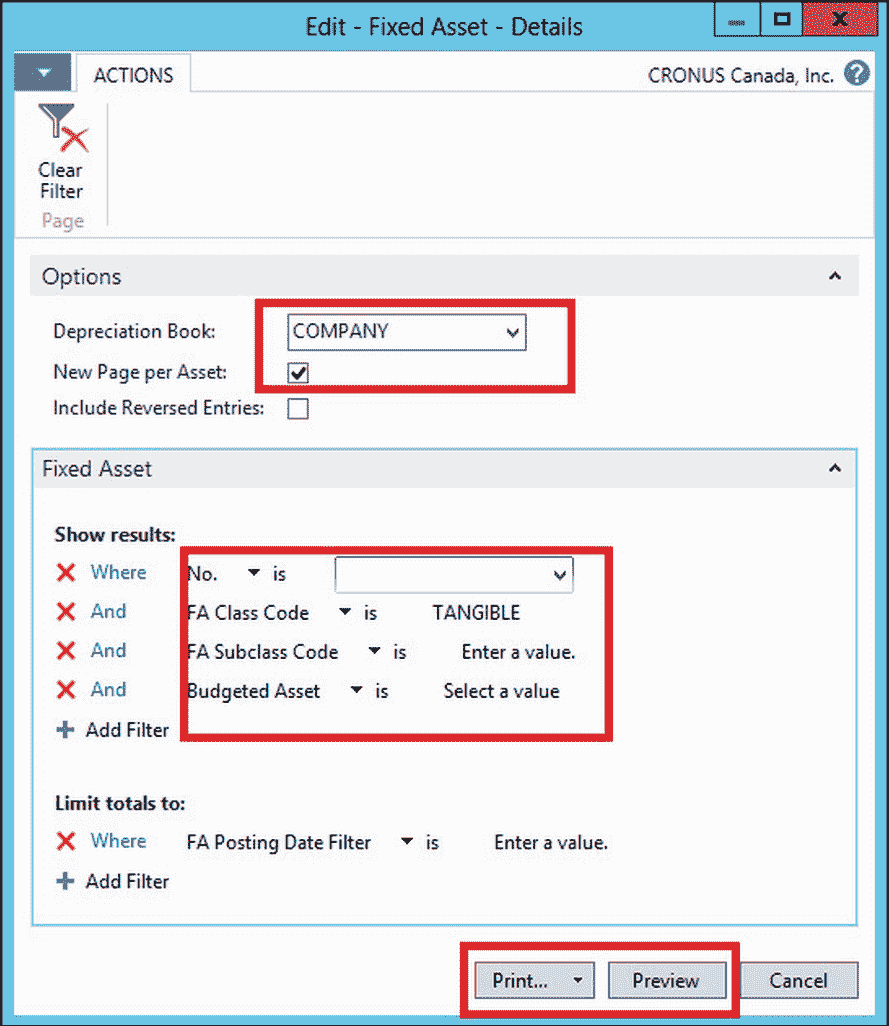 Edit - Fixed Asset - Details
ACTIONS
CRONUS Canada, Inc.
?
Clear
Filter
Page
Options
Depreciation Book: COMPANY
New Page per Asset:
Include Reversed Entries:
Fixed Asset
Show results:
Where No. is
And FA Class Code is TANGIBLE
And FA Subclass Code is Enter a value.
And Budgeted Asset is Select a value
Add Filter
Limit totals to:
Where FA Posting Date Filter is Enter a value.
Add Filter
Print... Preview Cancel